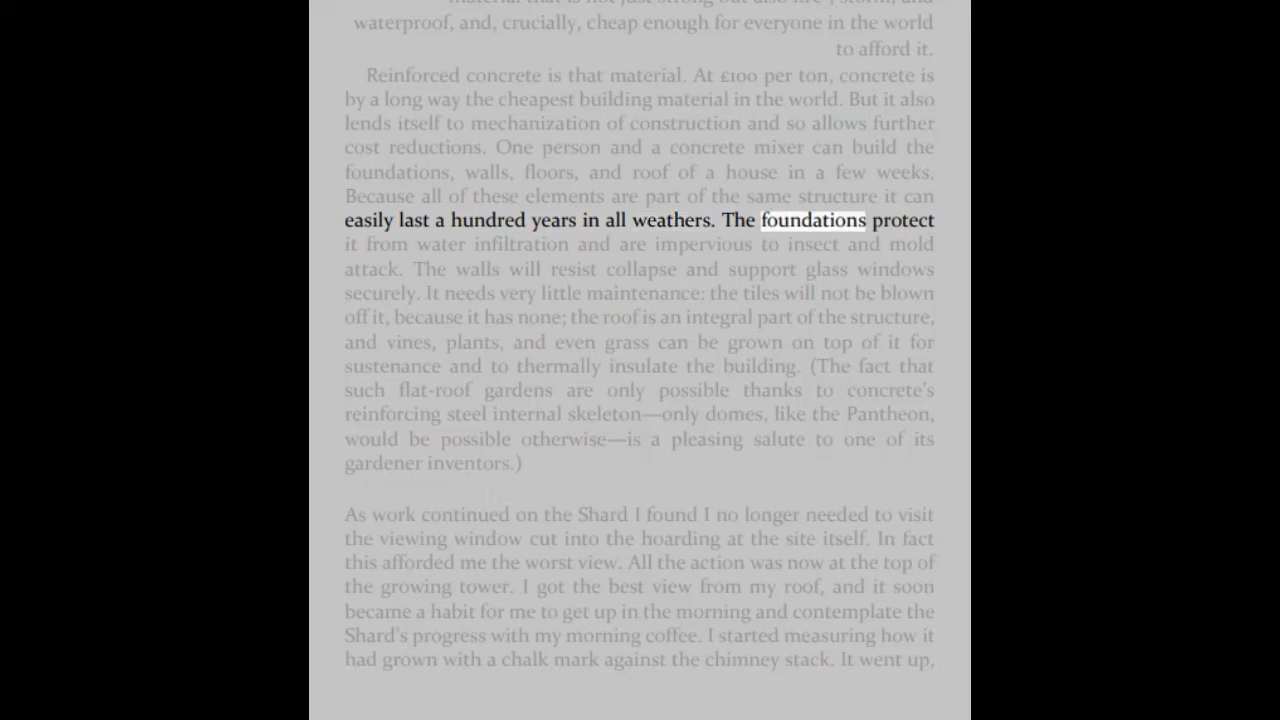 material that is not just strong but also fire-, storm, and
waterproof, and, crucially, cheap enough for everyone in the world
to afford it.
Reinforced concrete is that material. At £100 per ton, concrete is
by a long way the cheapest building material in the world. But it also
lends itself to mechanization of construction and so allows further
cost reductions. One person and a concrete mixer can build the
foundations, walls, floors, and roof of a house in a few weeks.
Because all of these elements are part of the same structure it can
easily last a hundred years in all weathers. The foundations protect
it from water infiltration and are impervious to insect and mold
attack. The walls will resist collapse and support glass windows
securely. It needs very little maintenance: the tiles will not be blown
off it, because it has none; the roof is an integral part of the structure,
and vines, plants, and even grass can be grown on top of it for
sustenance and to thermally insulate the building. (The fact that
such flat-roof gardens are only possible thanks to concrete's
reinforcing steel internal skeleton—only domes, like the Pantheon,
would be possible otherwise—is a pleasing salute to one of its
gardener inventors.)
As work continued on the Shard I found I no longer needed to visit
the viewing window cut into the hoarding at the site itself. In fact
this afforded me the worst view. All the action was now at the top of
the growing tower. I got the best view from my roof, and it soon
became a habit for me to get up in the morning and contemplate the
Shard's progress with my morning coffee. I started measuring how it
had grown with a chalk mark against the chimney stack. It went up,